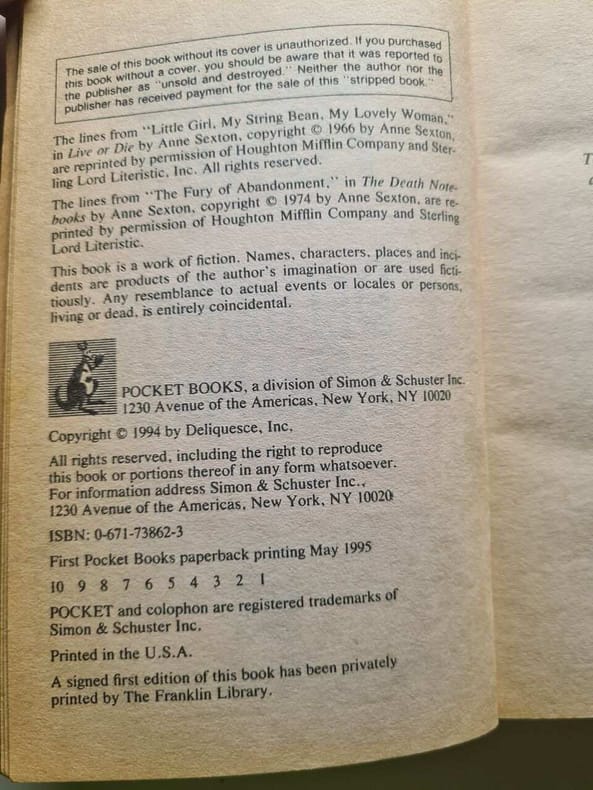 The sale of this book without its cover is unauthorized. If you purchased
this book without a cover, you should be aware that it was reported to
the publisher as "unsold and destroyed." Neither the author nor the
publisher has received payment for the sale of this "stripped book."
The lines from "Little Girl, My String Bean, My Lovely Woman,"
in Live or Die by Anne Sexton, copyright © 1966 by Anne Sexton,
are reprinted by permission of Houghton Mifflin Company and Ster-
ling Lord Literistic, Inc. All rights reserved.
The lines from "The Fury of Abandonment," in The Death Note-
books by Anne Sexton, copyright © 1974 by Anne Sexton, are re-
printed by permission of Houghton Mifflin Company and Sterling
Lord Literistic.
This book is a work of fiction. Names, characters, places and inci-
dents are products of the author's imagination or are used ficti-
tiously. Any resemblance to actual events or locales or persons,
living or dead, is entirely coincidental.
POCKET BOOKS, a division of Simon & Schuster Inc.
1230 Avenue of the Americas, New York, NY 10020
Copyright © 1994 by Deliquesce, Inc.
All rights reserved, including the right to reproduce
this book or portions thereof in any form whatsoever.
For information address Simon & Schuster Inc.,
1230 Avenue of the Americas, New York, NY 10020
ISBN: 0-671-73862-3
First Pocket Books paperback printing May 1995
10 9 8 7 6 5 4 3 2 1
POCKET and colophon are registered trademarks of
Simon & Schuster Inc.
Printed in the U.S.A.
A signed first edition of this book has been privately
printed by The Franklin Library.